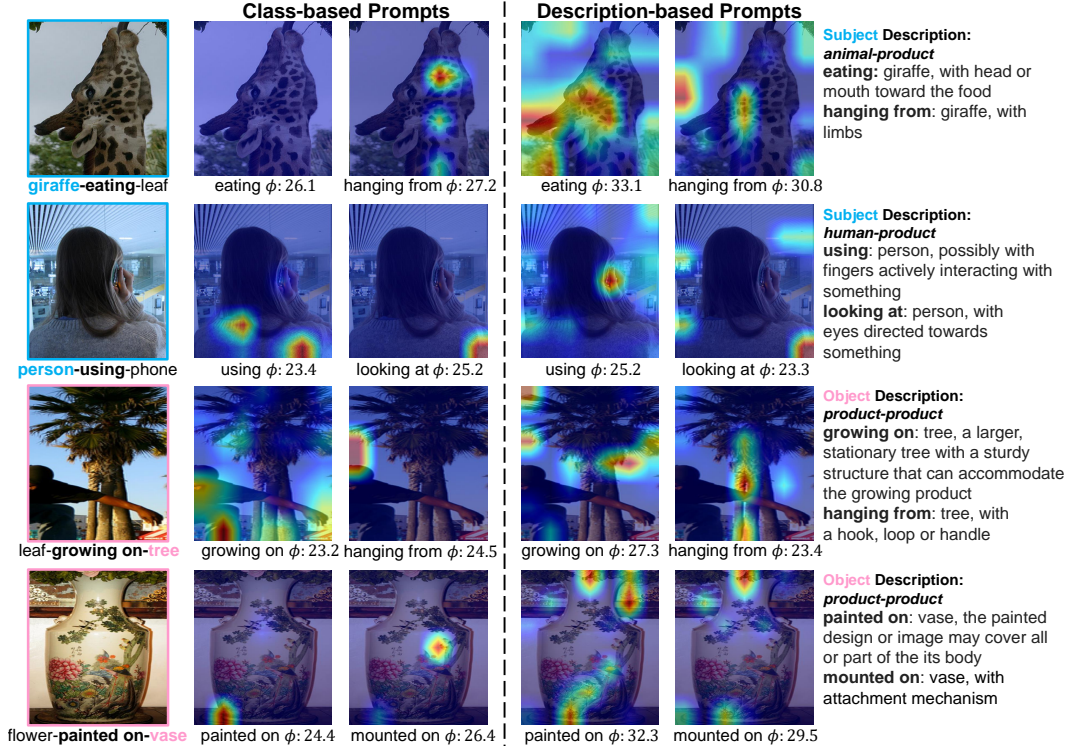 Class-based Prompts
Description-based Prompts
giraffe-eating-leaf
eating ϕ: 26.1
hanging from ϕ: 27.2
eating ϕ: 33.1
hanging from ϕ: 30.8
Subject Description:
animal-product
eating: giraffe, with head or
mouth toward the food
hanging from: giraffe, with
limbs
person-using-phone
using ϕ: 23.4
looking at ϕ: 25.2
using ϕ: 25.2
looking at ϕ: 23.3
Subject Description:
human-product
using: person, possibly with
fingers actively interacting with
something
looking at: person, with
eyes directed towards
something
leaf-growing on-tree
growing on ϕ: 23.2
hanging from ϕ: 24.5
growing on ϕ: 27.3
hanging from ϕ: 23.4
Object Description:
product-product
growing on: tree, a larger,
stationary tree with a sturdy
structure that can accommodate
the growing product
hanging from: tree, with
a hook, loop or handle
flower-painted on-vase
painted on ϕ: 24.4
mounted on ϕ: 26.4
painted on ϕ: 32.3
mounted on ϕ: 29.5
Object Description:
product-product
painted on: vase, the painted
design or image may cover all
or part of the its body
mounted on: vase, with
attachment mechanism